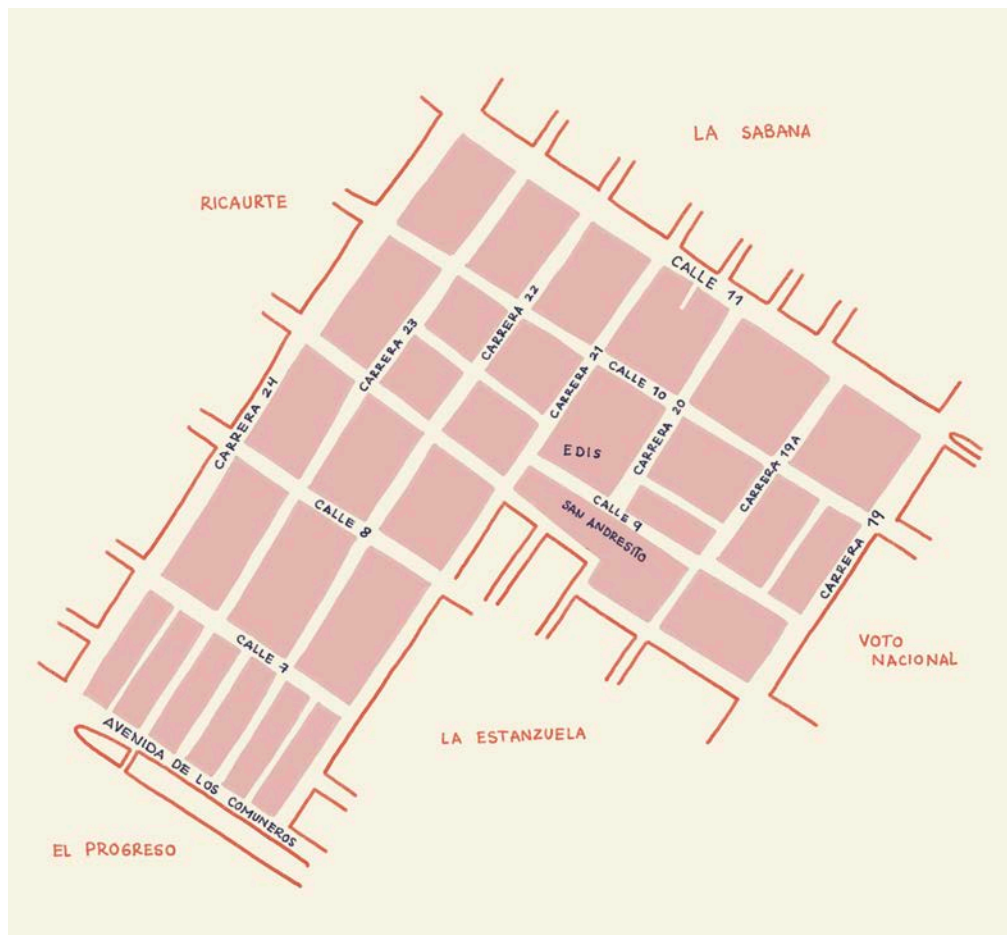 LA SABANA
RICAURTE
CALLE 11
CARRERA 22
CARRERA 23
CARRERA 21
CALLE 10
CARRERA 24
CARRERA 20
EDIS
CARRERA 19A
CALLE 9
SAN ANDRESITO
CALLE 8
CARRERA 19
CALLE 7
VOTO
NACIONAL
LA ESTANZUELA
AVENIDA DE LOS COMUNEROS
EL PROGRESO